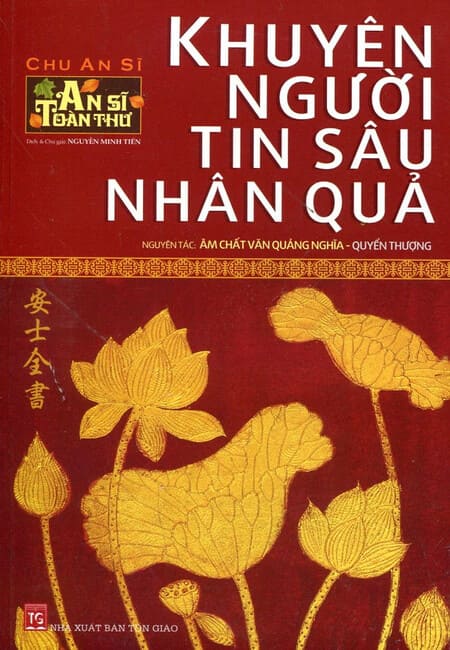 CHU AN SĨ
AN SĨ
TOÀN THƯ
Dịch & Chú giải: NGUYỄN MINH TIẾN
KHUYÊN
NGƯỜI
TIN SÂU
NHÂN QUẢ
NGUYÊN TÁC: ÂM CHẤT VĂN QUẢNG NGHĨA - QUYỂN THƯỢNG
安士全書
TG
NHÀ XUẤT BẢN TÔN GIÁO